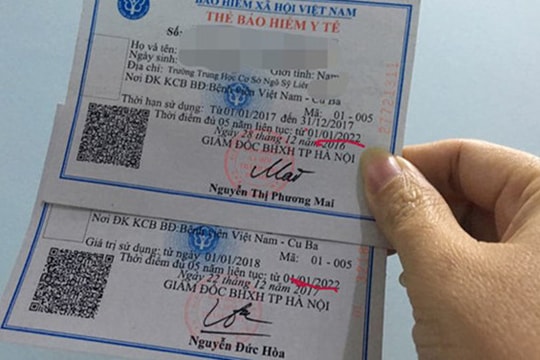 BẢO HIỂM XÃ HỘI VIỆT NAM
THẺ BẢO HIỂM Y TẾ
Số:
Họ và tên:
Ngày sinh: Giới tính: Nam
Địa chỉ: Trường Trung Học Cơ Sở Ngô Sỹ Liên
Nơi ĐK KCB BĐ: Bệnh viện Việt Nam - Cu Ba
Mã: 01 - 005
Thời hạn sử dụng: Từ 01/01/2017 đến 31/12/2017
Thời điểm đủ 05 năm liên tục: từ 01/01/2022
Ngày 28 tháng 12 năm 2016
GIÁM ĐỐC BHXH TP HÀ NỘI
Nguyễn Thị Phương Mai
Nơi ĐK KCB BĐ: Bệnh viện Việt Nam - Cu Ba
Mã: 01 - 005
Giá trị sử dụng: từ ngày 01/01/2018
Thời điểm đủ 05 năm liên tục: từ 01/01/2022
Ngày 22 tháng 12 năm 2017
GIÁM ĐỐC BHXH TP HÀ NỘI
Nguyễn Đức Hòa